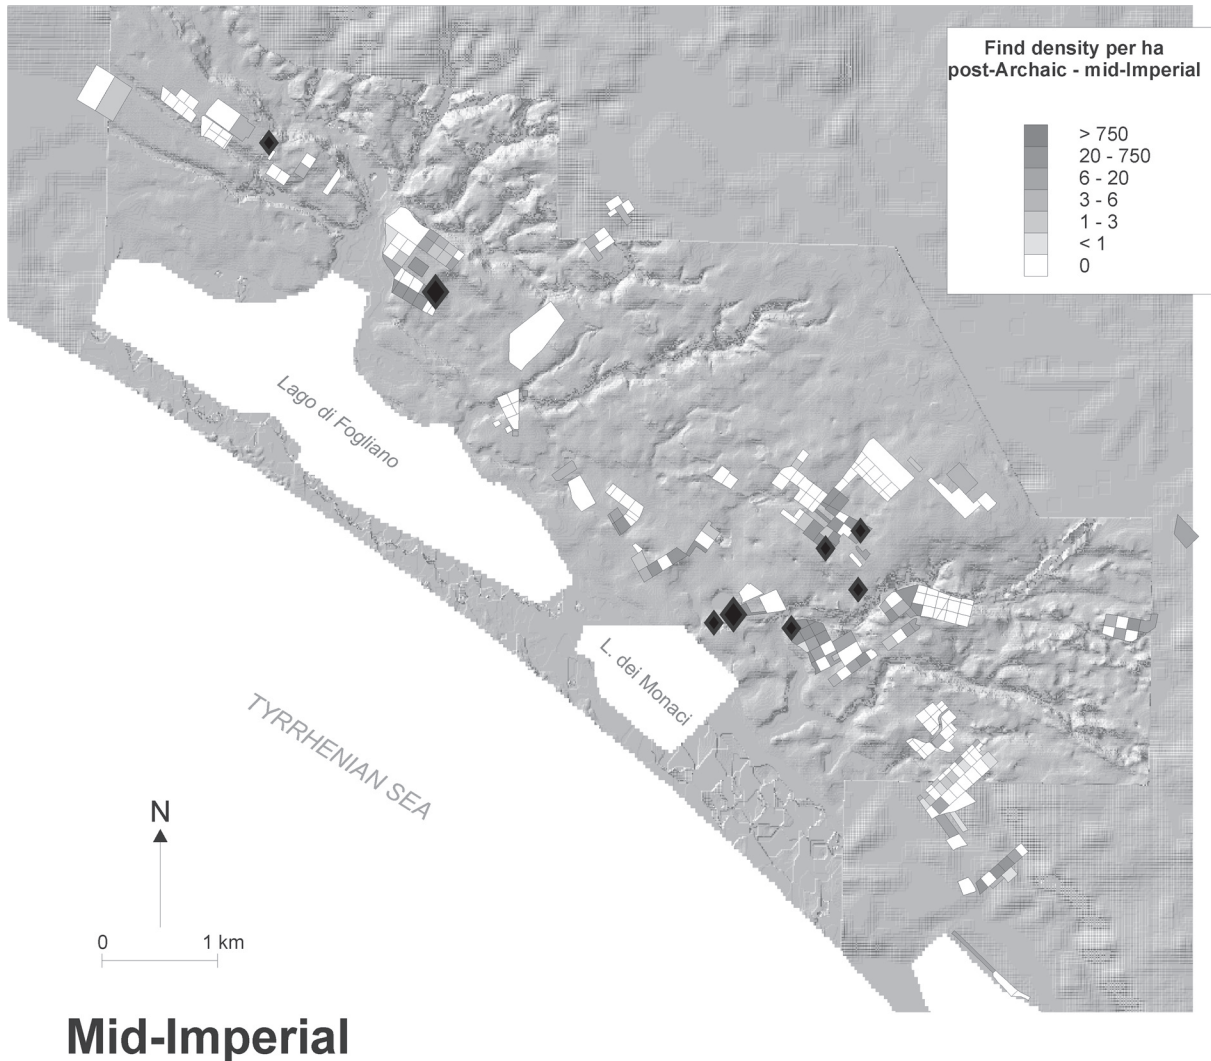 Find density per ha
post-Archaic - mid-Imperial
> 750
20 - 750
6 - 20
3 - 6
1 - 3
< 1
0
Lago di Fogliano
L. dei Monaci
TYRRHENIAN SEA
N
0 1 km
Mid-Imperial